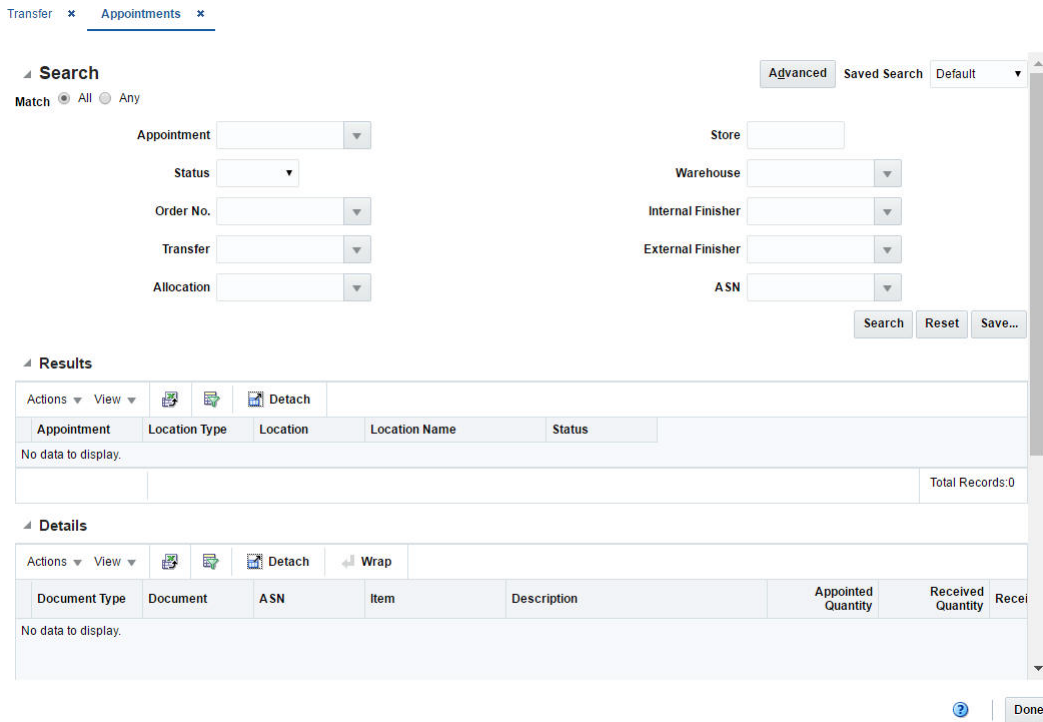 Transfer Appointments
Search Advanced Saved Search Default
Match All Any
Appointment Store
Status Warehouse
Order No. Internal Finisher
Transfer External Finisher
Allocation ASN
Search Reset Save...
Results
Actions View Detach
Appointment Location Type Location Location Name Status
No data to display.
Total Records:0
Details
Actions View Detach Wrap
Document Type Document ASN Item Description Appointed Quantity Received Quantity Recei
No data to display.
Done